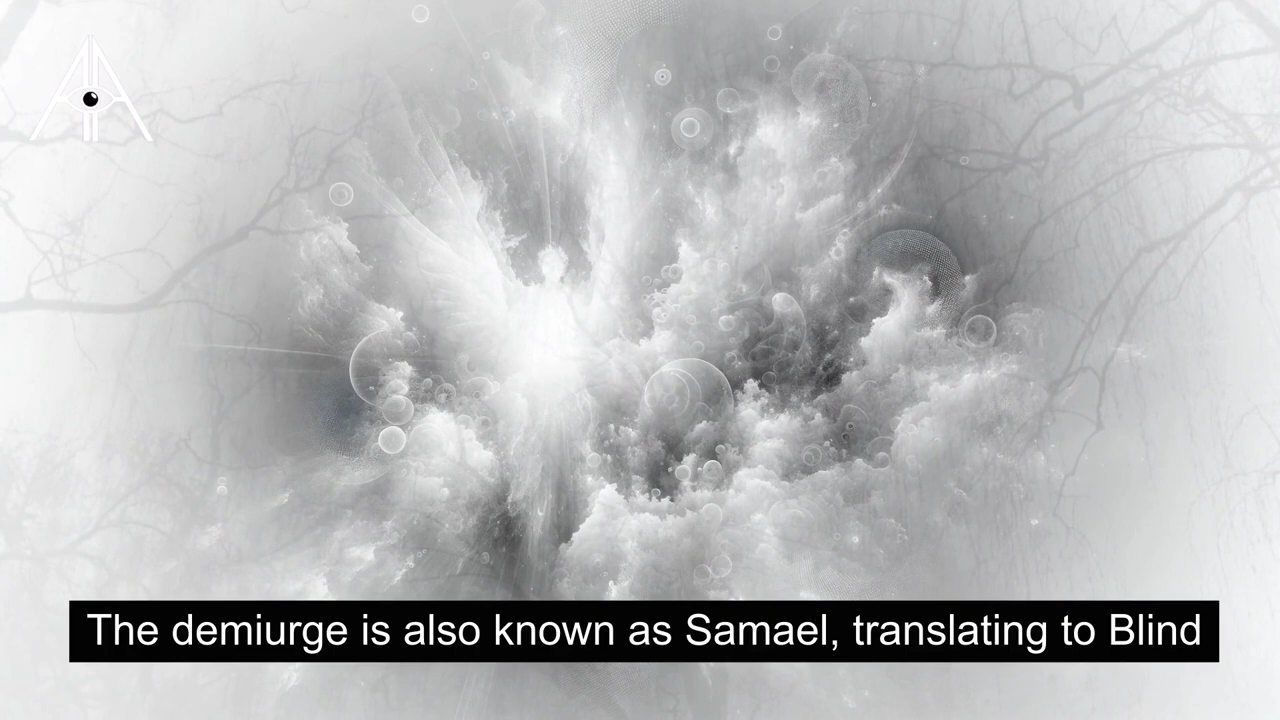 The demiurge is also known as Samael, translating to Blind